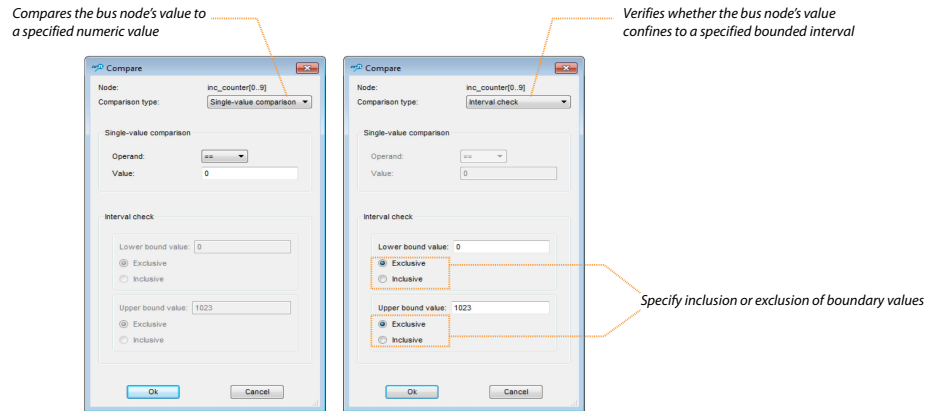 Compares the bus node's value to
a specified numeric value
Verifies whether the bus node's value
confines to a specified bounded interval
Compare
Node: inc_counter[0..9]
Comparison type: Single-value comparison
Single-value comparison
Operand: ==
Value: 0
Interval check
Lower bound value: 0
Exclusive
Inclusive
Upper bound value: 1023
Exclusive
Inclusive
Ok Cancel
Compare
Node: inc_counter[0..9]
Comparison type: Interval check
Single-value comparison
Operand: ==
Value: 0
Interval check
Lower bound value: 0
Exclusive
Inclusive
Upper bound value: 1023
Exclusive
Inclusive
Ok Cancel
Specify inclusion or exclusion of boundary values